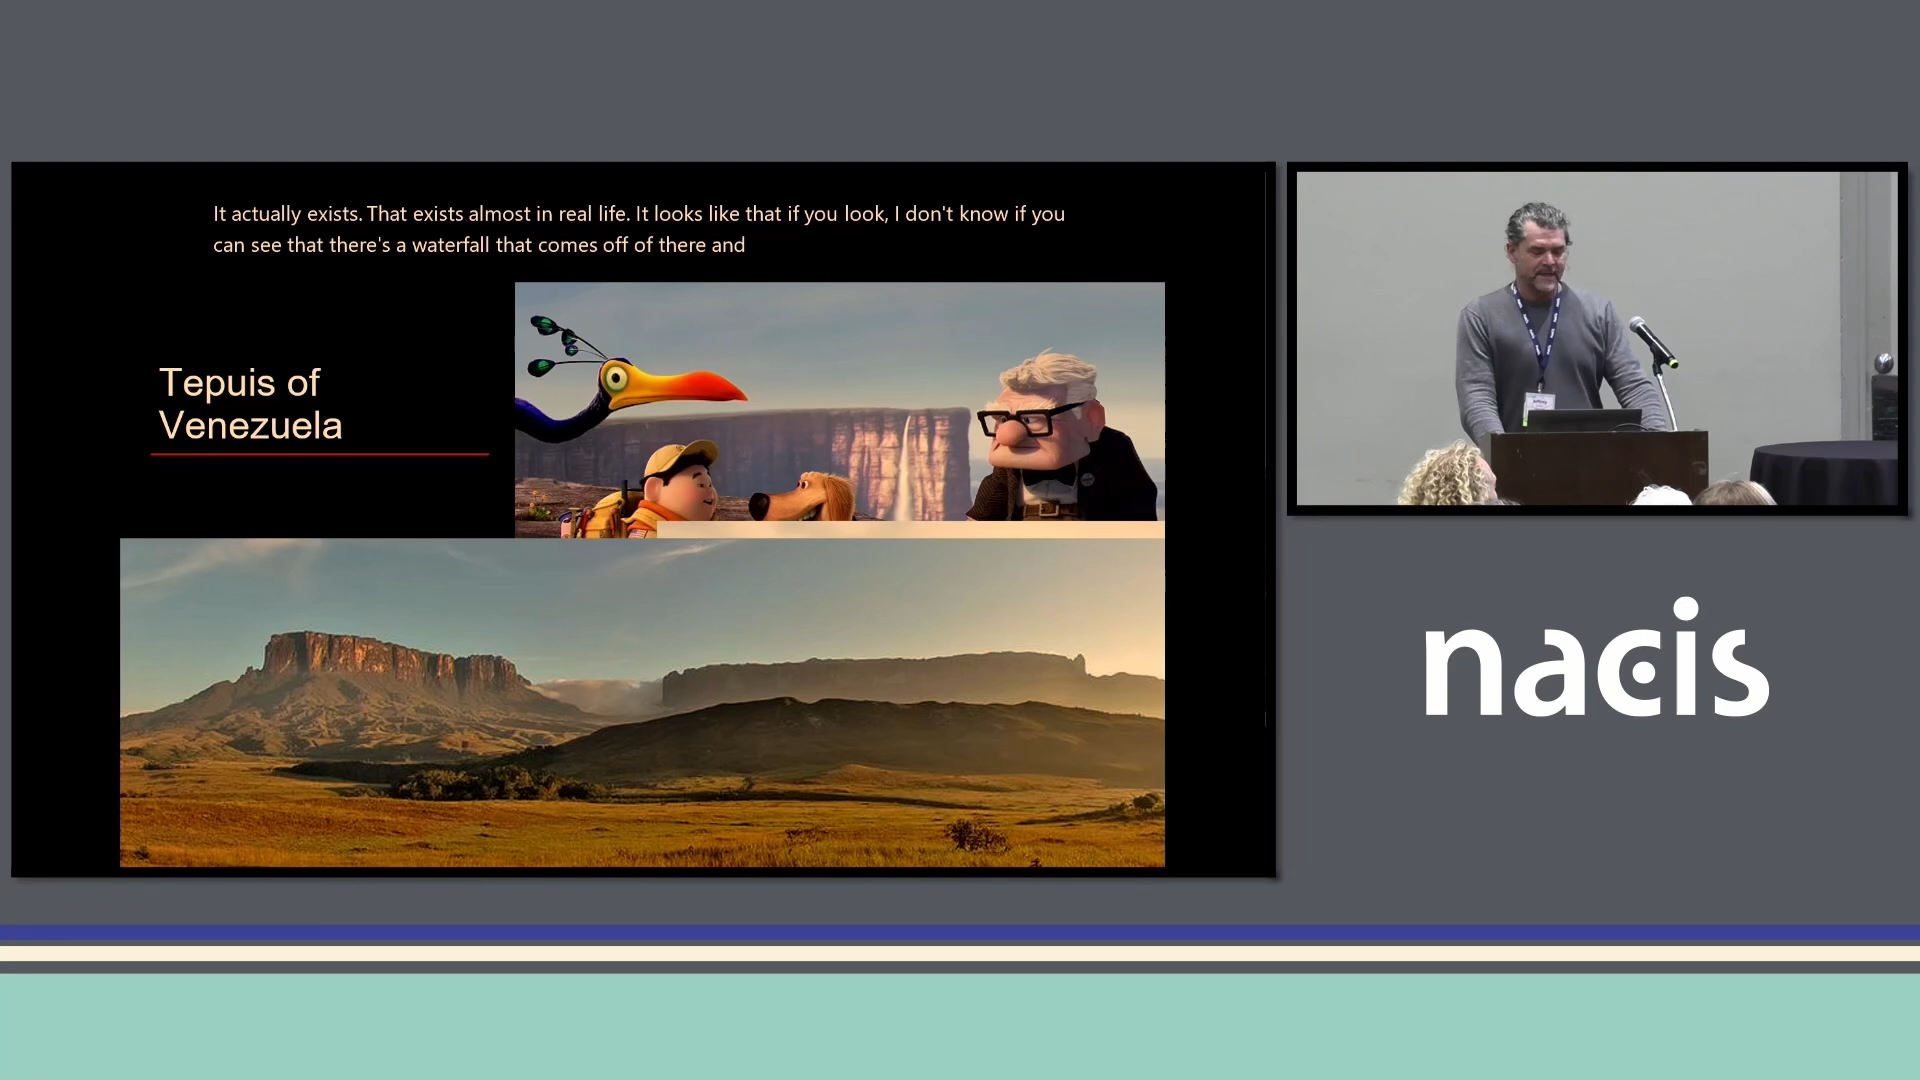 It actually exists. That exists almost in real life. It looks like that if you look, I don't know if you
can see that there's a waterfall that comes off of there and
Tepuis of
Venezuela
nacis